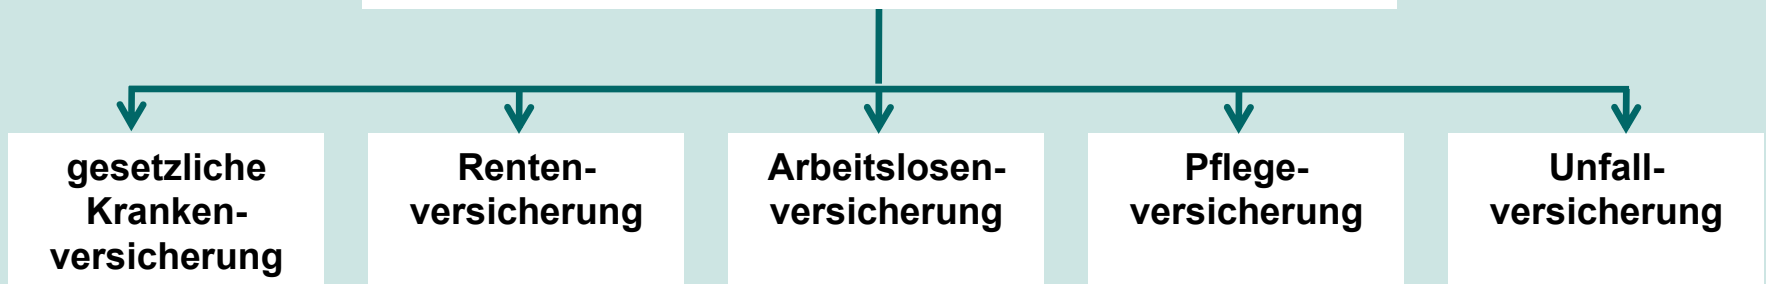 gesetzliche
Kranken-
versicherung
Renten-
versicherung
Arbeitslosen-
versicherung
Pflege-
versicherung
Unfall-
versicherung